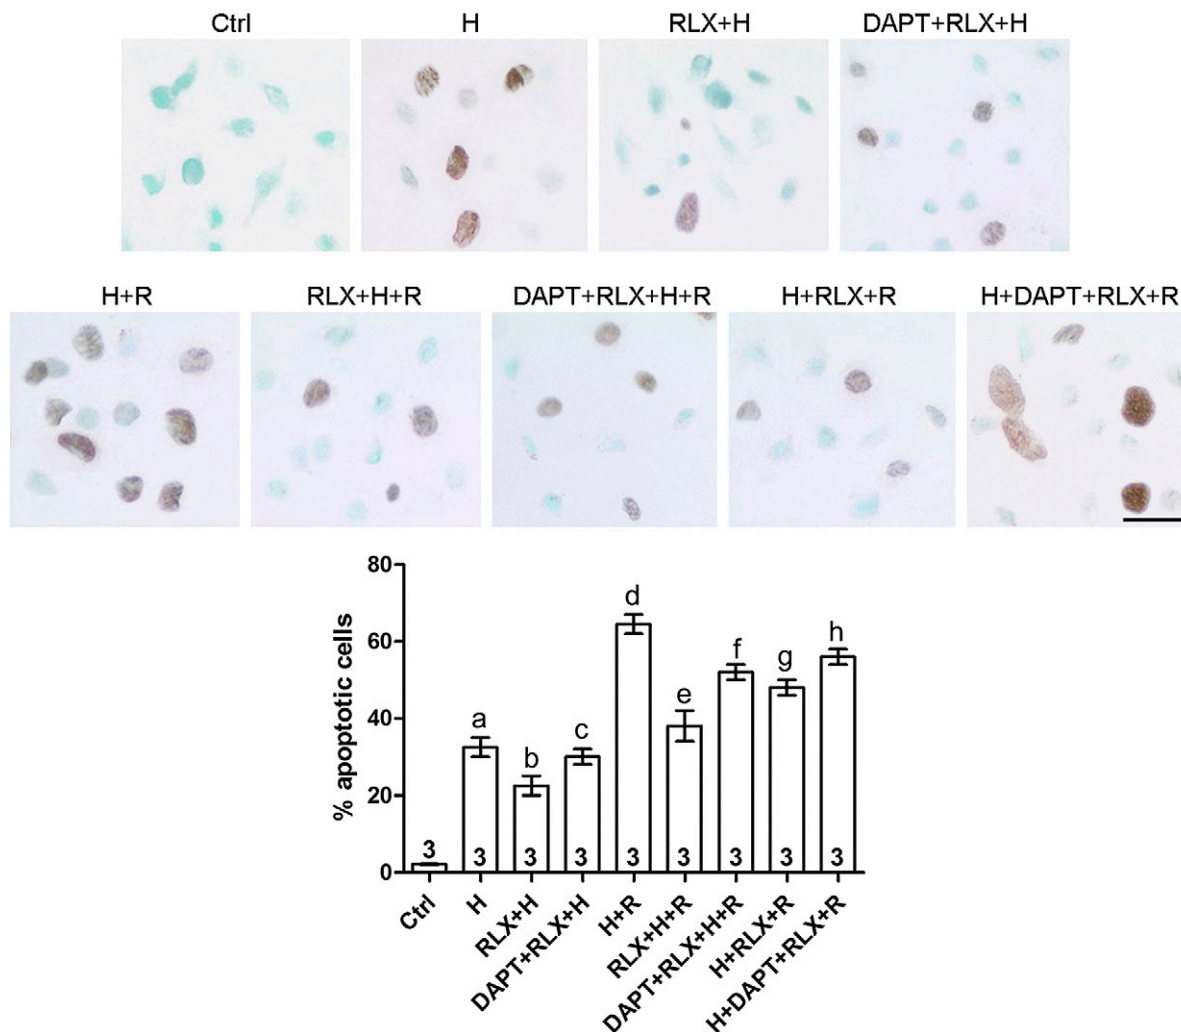 Ctrl H RLX+H DAPT+RLX+H
H+R RLX+H+R DAPT+RLX+H+R H+RLX+R H+DAPT+RLX+R
% apoptotic cells
80
60
40
20
0
a
b
c
d
e
f
g
h
3 3 3 3 3 3 3 3 3
Ctrl
H
RLX+H
DAPT+RLX+H
H+R
RLX+H+R
DAPT+RLX+H+R
H+RLX+R
H+DAPT+RLX+R